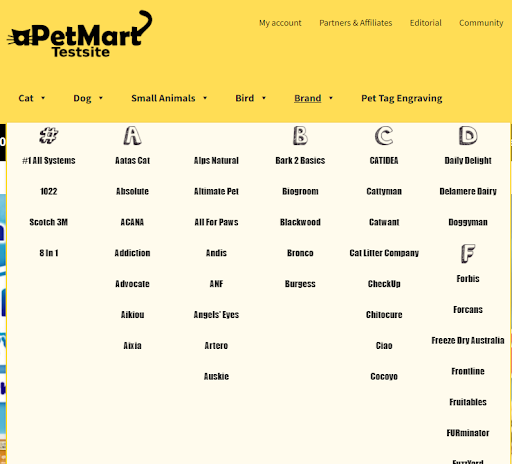 My account Partners & Affiliates Editorial Community
aPetMart
Testsite
Cat Dog Small Animals Bird Brand Pet Tag Engraving
#
#1 All Systems
1022
Scotch 3M
8 In 1
A
Aatas Cat
Absolute
ACANA
Addiction
Advocate
Aikiou
Aixia
Alps Natural
Altimate Pet
All For Paws
Andis
ANF
Angels' Eyes
Artero
Auskie
B
Bark 2 Basics
Biogroom
Blackwood
Bronco
Burgess
C
CATIDEA
Cattyman
Catwant
Cat Litter Company
CheckUp
Chitocure
Ciao
Cocoyo
D
Daily Delight
Delamere Dairy
Doggyman
F
Forbis
Forcans
Freeze Dry Australia
Frontline
Fruitables
FURminator
FuzzYard